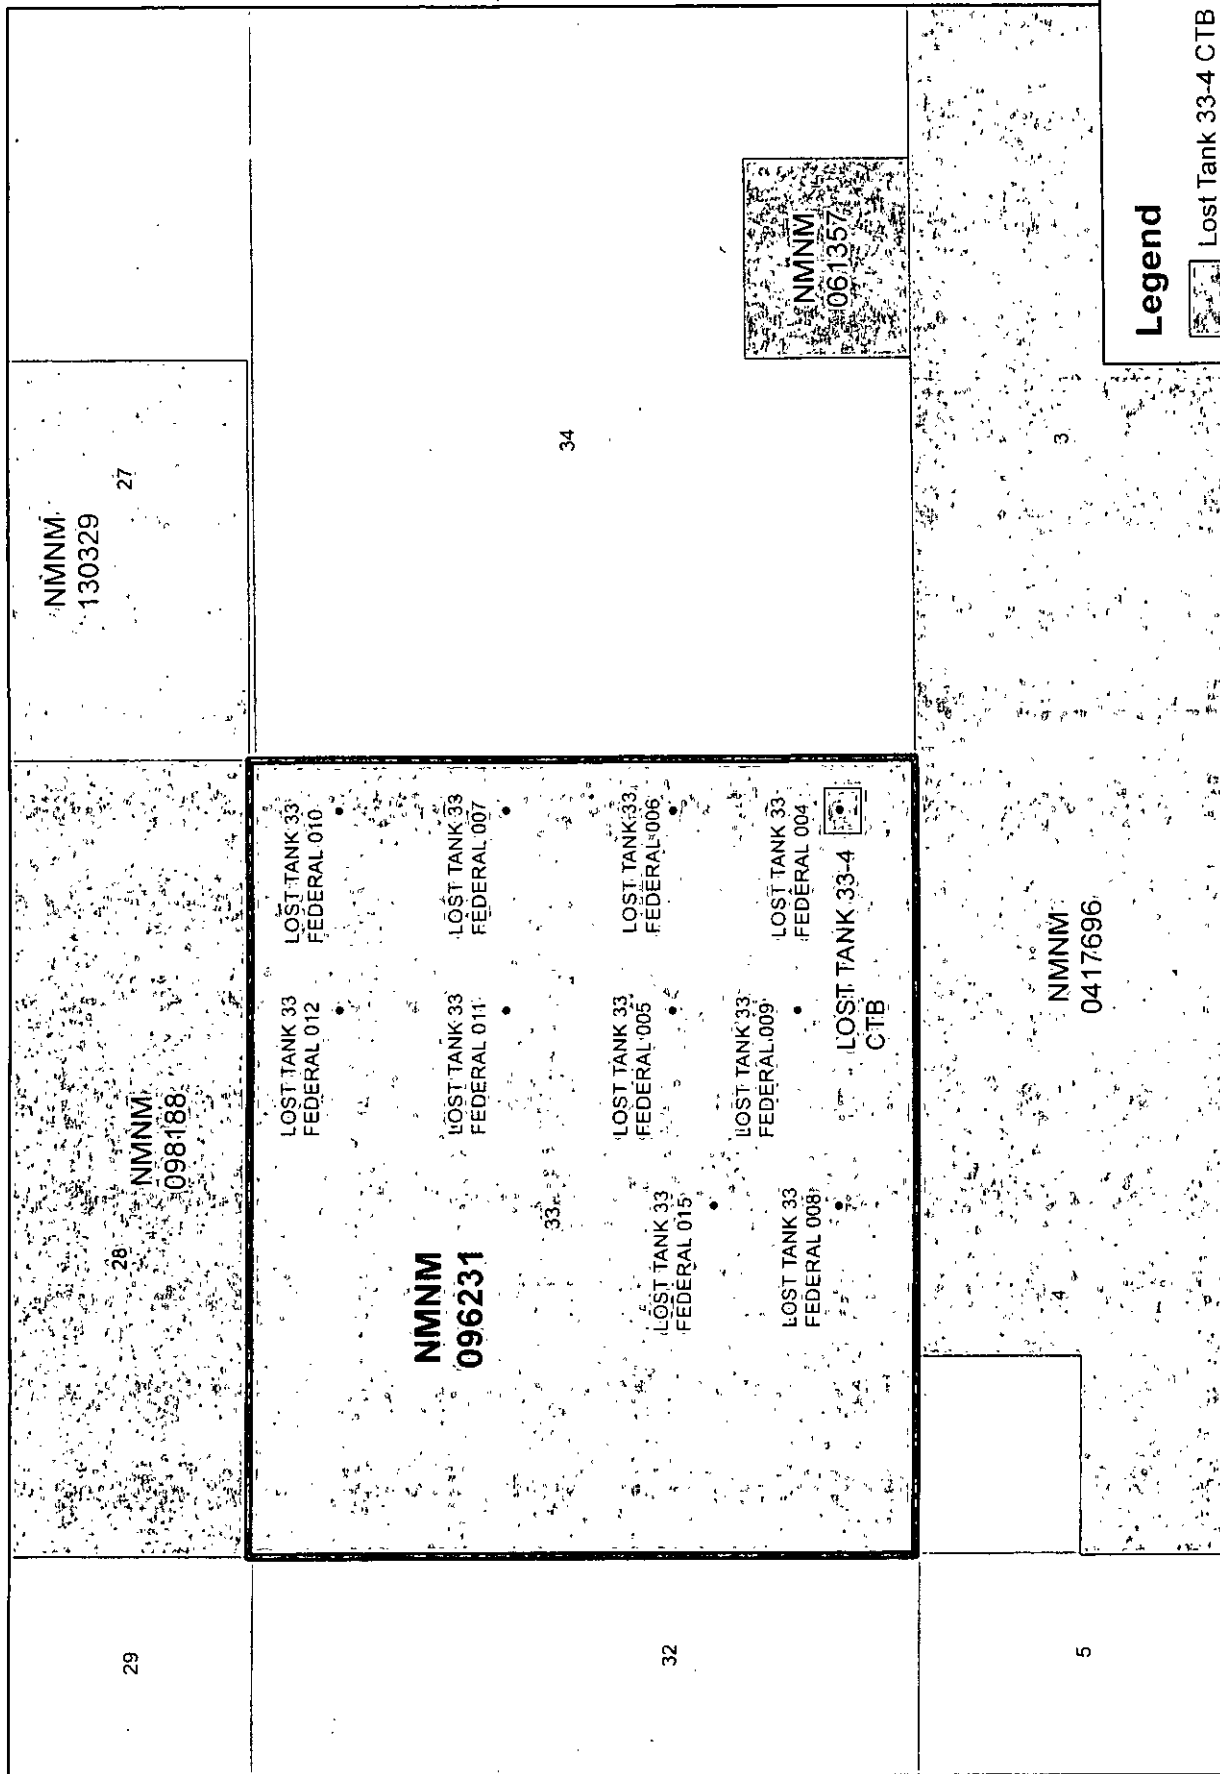 29
28
NMNM
098188
NMNM
130329
27
32
NMNM
096231
33
LOST TANK 33
FEDERAL 012
LOST TANK 33
FEDERAL 010
LOST TANK 33
FEDERAL 011
LOST TANK 33
FEDERAL 007
LOST TANK 33
FEDERAL 005
LOST TANK 33
FEDERAL 006
LOST TANK 33
FEDERAL 015
LOST TANK 33
FEDERAL 009
LOST TANK 33
FEDERAL 004
LOST TANK 33
FEDERAL 008
LOST TANK 33-4
CTB
34
NMNM
061357
5
4
NMNM
0417696
3
Legend
Lost Tank 33-4 CTB